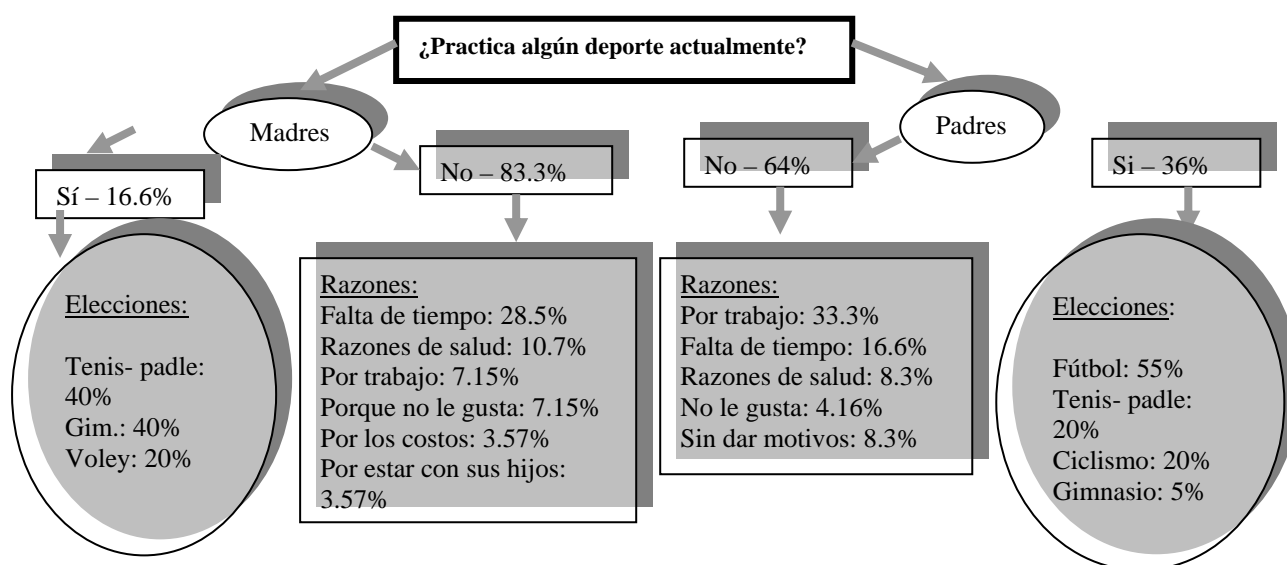 ¿Practica algún deporte actualmente?
Madres
Padres
Sí – 16.6%
No – 83.3%
No – 64%
Si – 36%
Elecciones:
Tenis- padle:
40%
Gim.: 40%
Voley: 20%
Razones:
Falta de tiempo: 28.5%
Razones de salud: 10.7%
Por trabajo: 7.15%
Porque no le gusta: 7.15%
Por los costos: 3.57%
Por estar con sus hijos:
3.57%
Razones:
Por trabajo: 33.3%
Falta de tiempo: 16.6%
Razones de salud: 8.3%
No le gusta: 4.16%
Sin dar motivos: 8.3%
Elecciones:
Fútbol: 55%
Tenis- padle:
20%
Ciclismo: 20%
Gimnasio: 5%